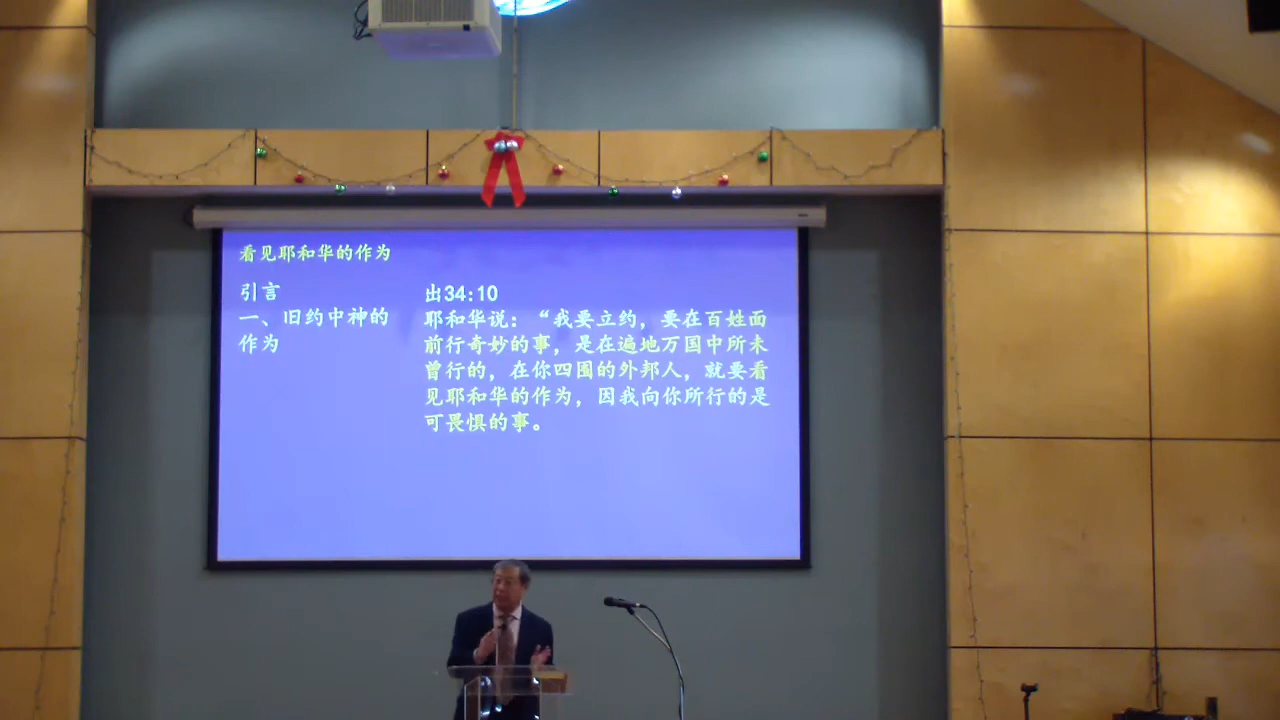 看见耶和华的作为
引言
一、旧约中神的
作为
出34:10
耶和华说：“我要立约，要在百姓面
前行奇妙的事，是在遍地万国中所未
曾行的，在你四围的外邦人，就要看
见耶和华的作为，因我向你所行的是
可畏惧的事。